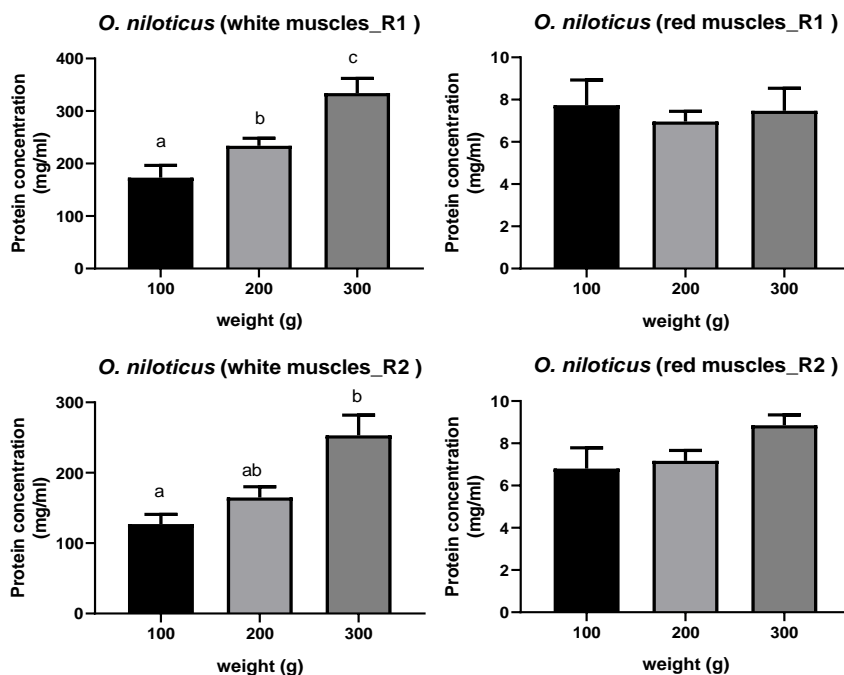 O. niloticus (white muscles_R1 )
Protein concentration
(mg/ml)
400
300
200
100
0
a
b
c
100 200 300
weight (g)
O. niloticus (red muscles_R1 )
Protein concentration
(mg/ml)
10
8
6
4
2
0
100 200 300
weight (g)
O. niloticus (white muscles_R2 )
Protein concentration
(mg/ml)
300
200
100
0
a
ab
b
100 200 300
weight (g)
O. niloticus (red muscles_R2 )
Protein concentration
(mg/ml)
10
8
6
4
2
0
100 200 300
weight (g)